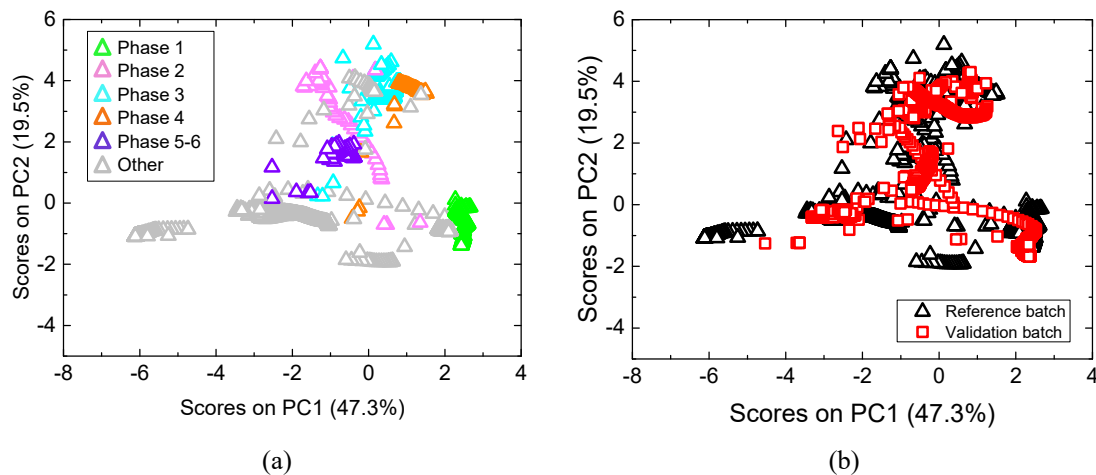 6
4
2
0
-2
-4
Scores on PC2 (19.5%)
Phase 1
Phase 2
Phase 3
Phase 4
Phase 5-6
Other
-8
-6
-4
-2
0
2
4
Scores on PC1 (47.3%)
(a)
6
4
2
0
-2
-4
Scores on PC2 (19.5%)
Reference batch
Validation batch
-8
-6
-4
-2
0
2
4
Scores on PC1 (47.3%)
(b)